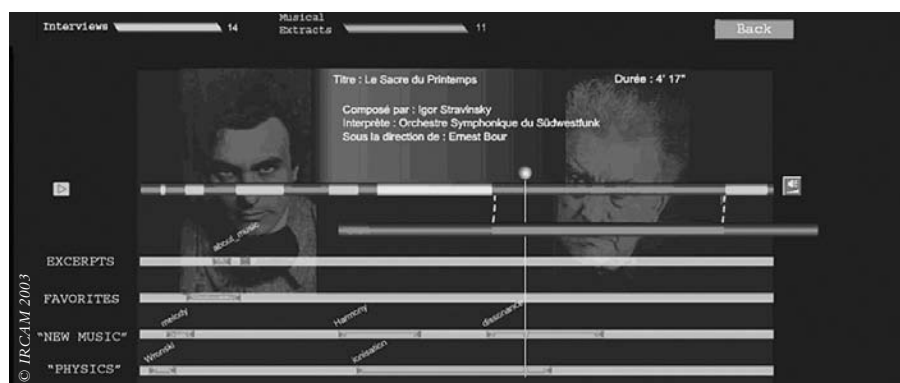 Interviews 14
Musical
Extracts 11
Back
Titre : Le Sacre du Printemps
Durée : 4' 17"
Composé par : Igor Stravinsky
Interprète : Orchestre Symphonique du Südwestfunk
Sous la direction de : Ernest Bour
about_music
EXCERPTS
FAVORITES
melody
Harmony
dissonance
"NEW MUSIC"
Wronski
ionisation
"PHYSICS"
© IRCAM 2003